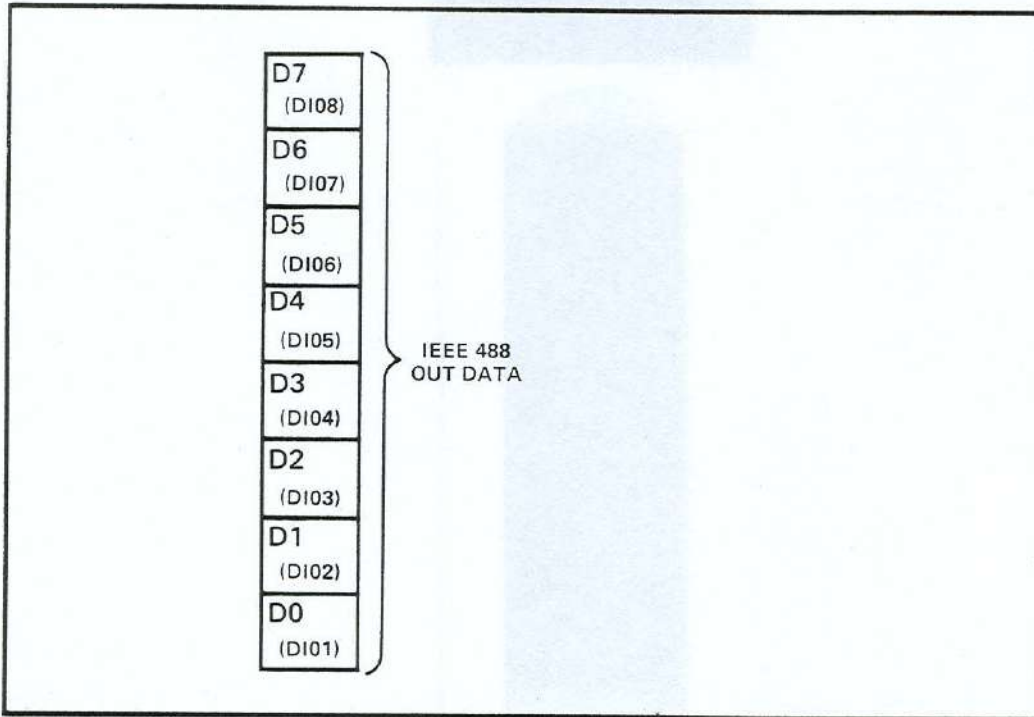 D7
(DI08)
D6
(DI07)
D5
(DI06)
D4
(DI05)
D3
(DI04)
D2
(DI03)
D1
(DI02)
D0
(DI01)
IEEE 488
OUT DATA